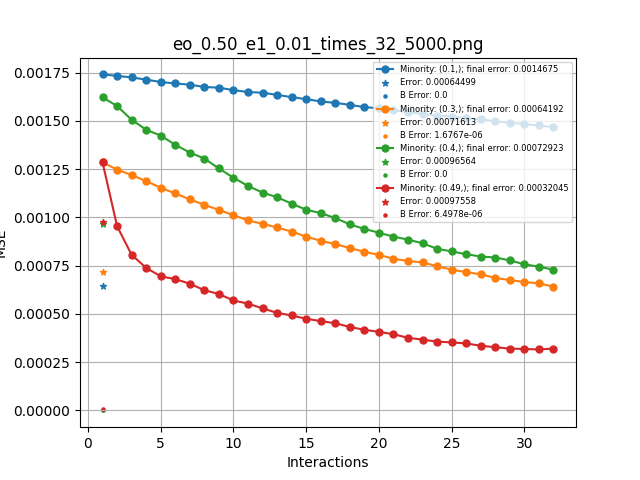 eo_0.50_e1_0.01_times_32_5000.png
0.00175
0.00150
0.00125
0.00100
0.00075
0.00050
0.00025
0.00000
MSE
Minority: (0.1,); final error: 0.0014675
Error: 0.00064499
B Error: 0.0
Minority: (0.3,); final error: 0.00064192
Error: 0.00071613
B Error: 1.6767e-06
Minority: (0.4,); final error: 0.00072923
Error: 0.00096564
B Error: 0.0
Minority: (0.49,); final error: 0.00032045
Error: 0.00097558
B Error: 6.4978e-06
0 5 10 15 20 25 30
Interactions